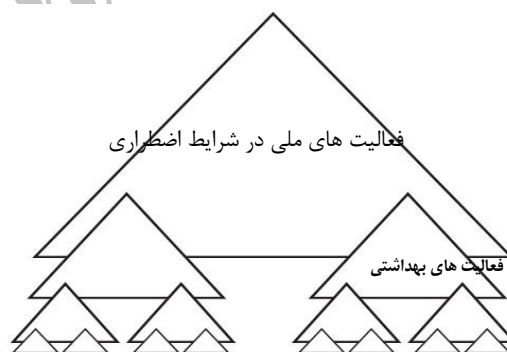 فعالیت های ملی در شرایط اضطراری
فعالیت های بهداشتی